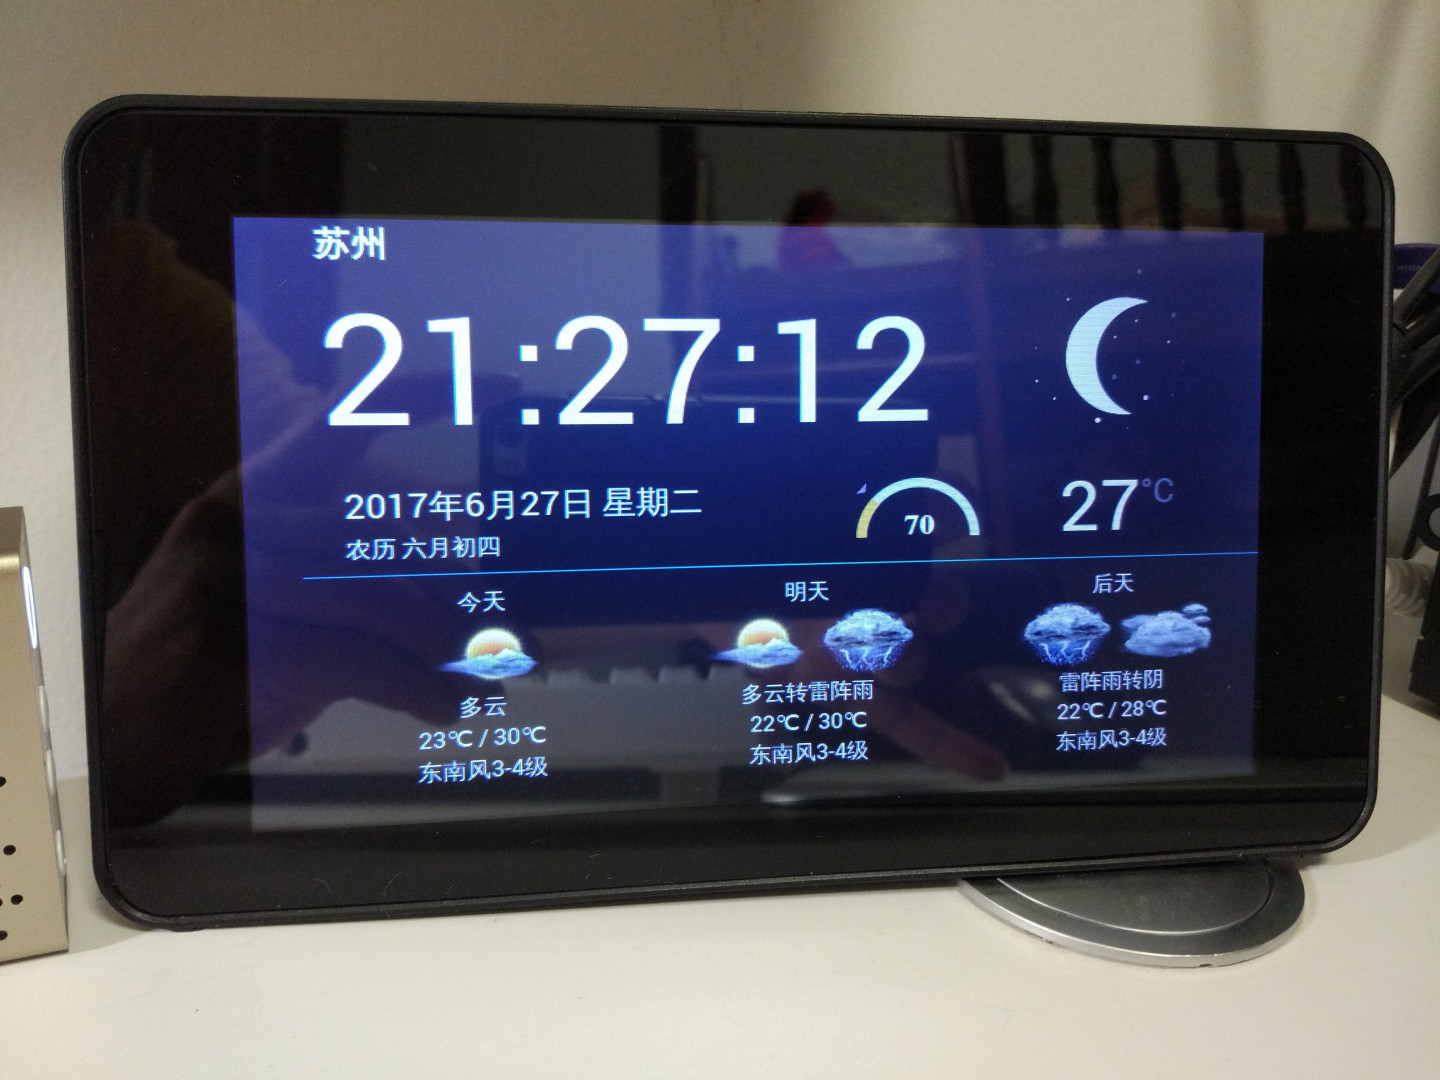 苏州
21:27:12
2017年6月27日 星期二
农历 六月初四
70
27°C
今天
多云
23℃ / 30℃
东南风3-4级
明天
多云转雷阵雨
22℃ / 30℃
东南风3-4级
后天
雷阵雨转阴
22℃ / 28℃
东南风3-4级